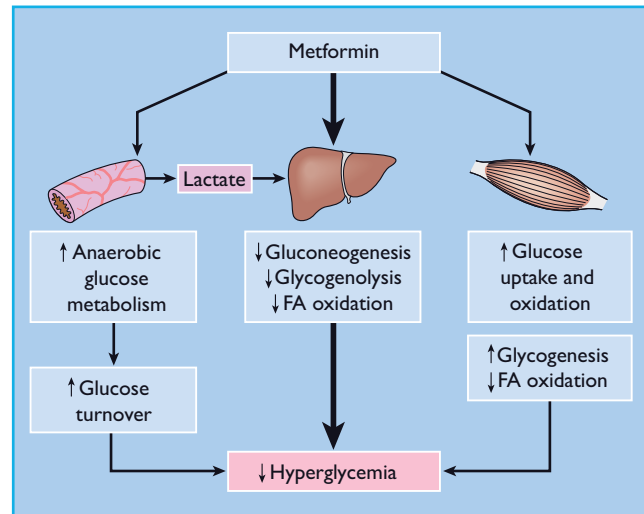 Metformin
Lactate
↑ Anaerobic
glucose
metabolism
↓Gluconeogenesis
↓Glycogenolysis
↓ FA oxidation
↑ Glucose
uptake and
oxidation
↑Glycogenesis
↓FA oxidation
↑Glucose
turnover
↓ Hyperglycemia